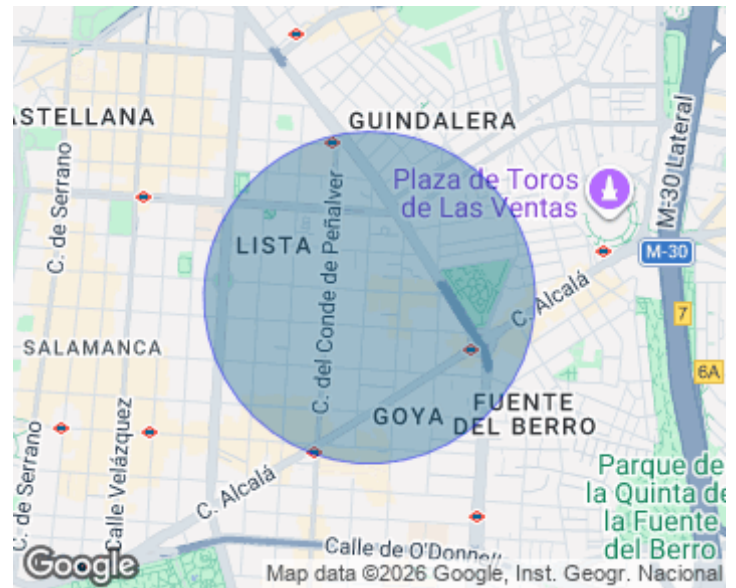 ASTELLANA
GUINDALERA
C. de Serrano
Plaza de Toros
de Las Ventas
M-30 Lateral
C. del Conde de Peñalver
LISTA
M-30
C. Alcalá
7
SALAMANCA
6A
Calle Velázquez
GOYA
FUENTE
DEL BERRO
C. de Serrano
C. Alcalá
Parque de
la Quinta de
la Fuente
del Berro
Calle de O'Donnell
Google
Map data ©2026 Google, Inst. Geogr. Nacional